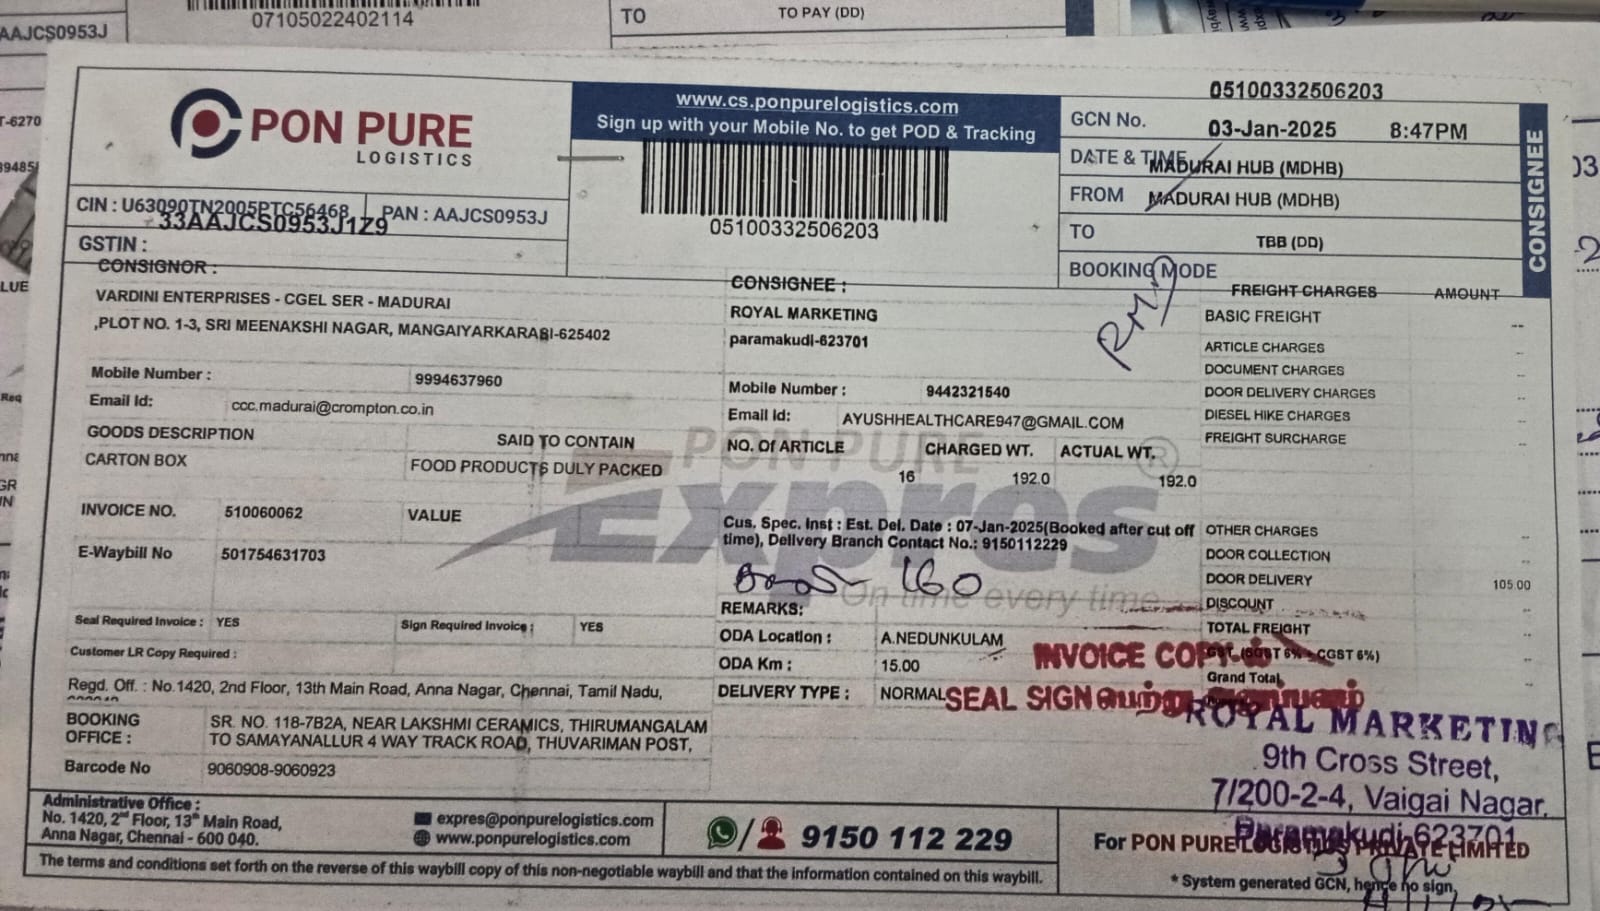 07105022402114
AAJCS0953J
TO
TO PAY (DD)
PON PURE
LOGISTICS
www.cs.ponpurelogistics.com
Sign up with your Mobile No. to get POD & Tracking
05100332506203
05100332506203
GCN No.
03-Jan-2025 8:47PM
DATE & TIME
MADURAI HUB (MDHB)
FROM
MADURAI HUB (MDHB)
TO
TBB (DD)
BOOKING MODE
CONSIGNEE
CIN : U63090TN2005PTC56468
PAN : AAJCS0953J
33AAJCS0953J1Z9
GSTIN :
CONSIGNOR :
VARDINI ENTERPRISES - CGEL SER - MADURAI
,PLOT NO. 1-3, SRI MEENAKSHI NAGAR, MANGAIYARKARASI-625402
Mobile Number : 9994637960
Email Id: ccc.madurai@crompton.co.in
GOODS DESCRIPTION SAID TO CONTAIN
CARTON BOX FOOD PRODUCTS DULY PACKED
INVOICE NO. 510060062 VALUE
E-Waybill No 501754631703
Seal Required Invoice : YES Sign Required Invoice : YES
Customer LR Copy Required :
Regd. Off. : No.1420, 2nd Floor, 13th Main Road, Anna Nagar, Chennai, Tamil Nadu,
BOOKING OFFICE : SR. NO. 118-7B2A, NEAR LAKSHMI CERAMICS, THIRUMANGALAM
TO SAMAYANALLUR 4 WAY TRACK ROAD, THUVARIMAN POST,
Barcode No 9060908-9060923
CONSIGNEE :
ROYAL MARKETING
paramakudi-623701
Mobile Number : 9442321540
Email Id: AYUSHHEALTHCARE947@GMAIL.COM
NO. Of ARTICLE CHARGED WT. ACTUAL WT.
16 192.0 192.0
PON PURE
Expres
On time every time
Cus. Spec. Inst : Est. Del. Date : 07-Jan-2025(Booked after cut off
time), Delivery Branch Contact No.: 9150112229
160
REMARKS:
ODA Location : A.NEDUNKULAM
ODA Km : 15.00
DELIVERY TYPE : NORMAL
FREIGHT CHARGES AMOUNT
BASIC FREIGHT --
ARTICLE CHARGES --
DOCUMENT CHARGES --
DOOR DELIVERY CHARGES --
DIESEL HIKE CHARGES --
FREIGHT SURCHARGE --
OTHER CHARGES --
DOOR COLLECTION --
DOOR DELIVERY 105.00
DISCOUNT --
TOTAL FREIGHT --
GST (SGST 6% + CGST 6%) --
Grand Total --
INVOICE COPY
SEAL SIGN
ROYAL MARKETING
9th Cross Street,
7/200-2-4, Vaigai Nagar,
Paramakudi-623701
Administrative Office :
No. 1420, 2nd Floor, 13th Main Road,
Anna Nagar, Chennai - 600 040.
expres@ponpurelogistics.com
www.ponpurelogistics.com
9150 112 229
For PON PURE LOGISTICS PRIVATE LIMITED
* System generated GCN, hence no sign.
The terms and conditions set forth on the reverse of this waybill copy of this non-negotiable waybill and that the information contained on this waybill.